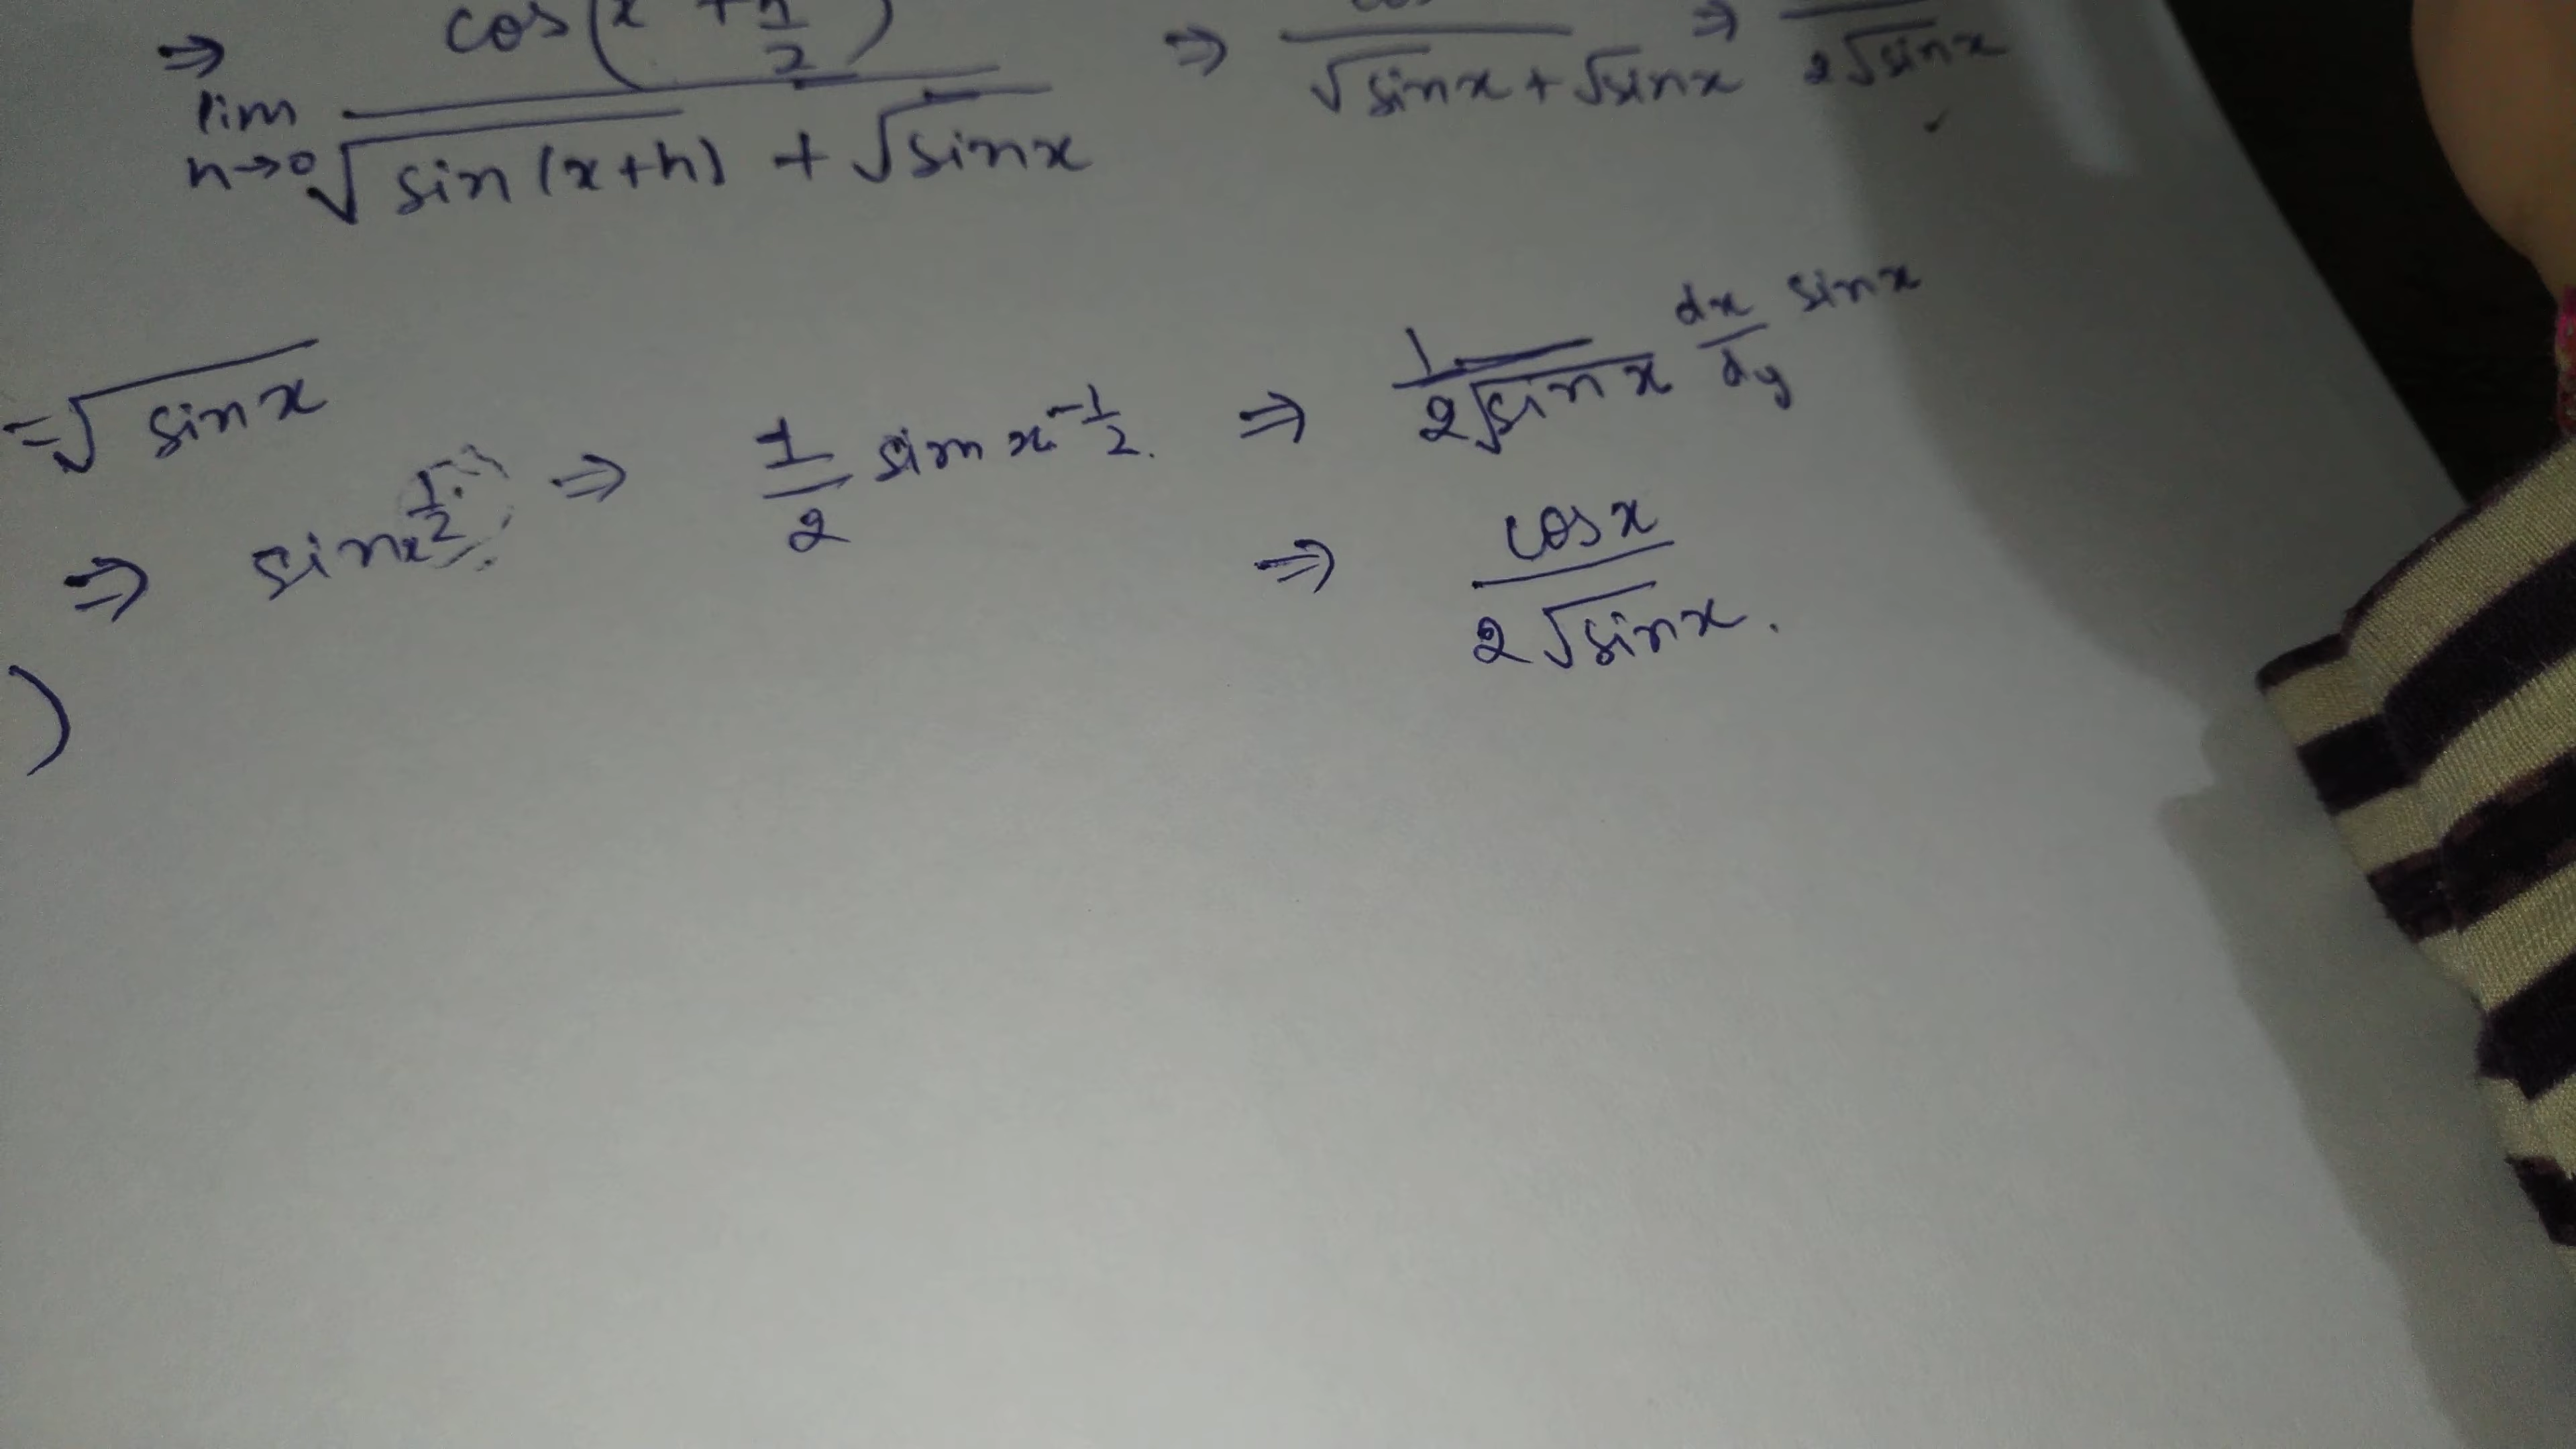 ⇒ lim h→0 cos(x + h/2) / √sin(x+h) + √sinx ⇒ / √sinx + √sinx ⇒ / 2√sinx
= √sinx
⇒ sinx^1/2 ⇒ 1/2 sin x^-1/2. ⇒ 1/2√sin x dx/dy sinx
⇒ cosx / 2√sinx.
)